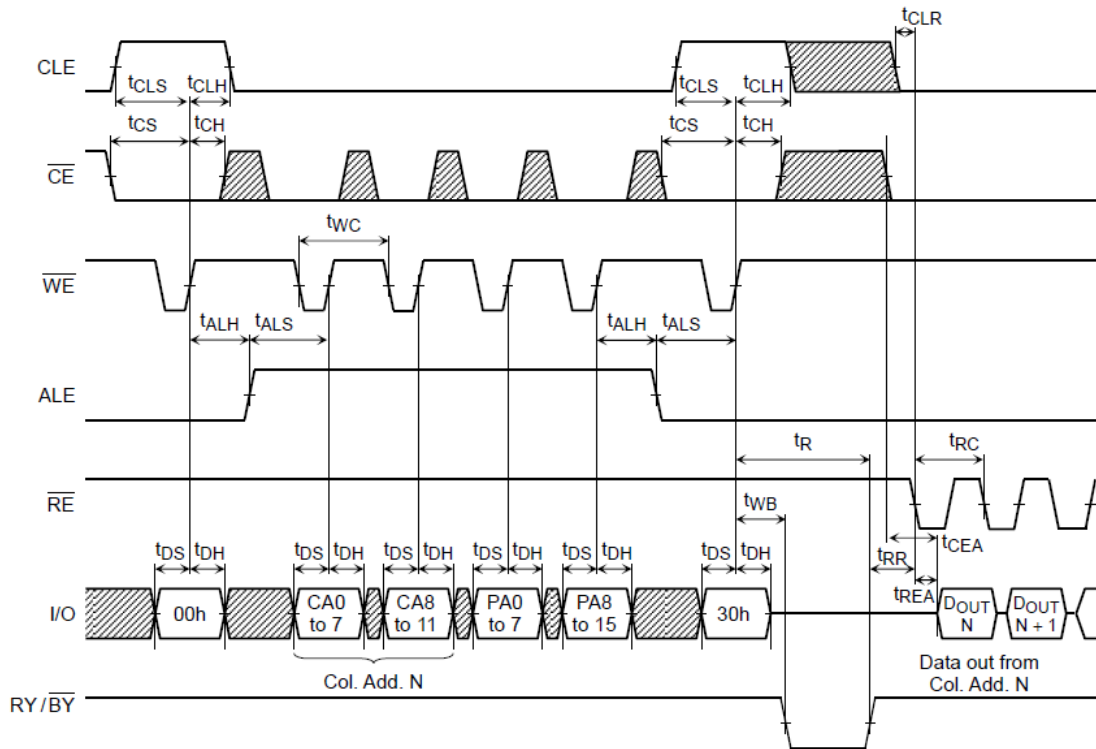 tCLR
CLE
tCLS tCLH tCLS tCLH
tCS tCH tCS tCH
CE
tWC
WE
tALH tALS tALH tALS
ALE
tR
tRC
RE
tWB
tDS tDH tDS tDH tDS tDH tDS tDH tDS tDH tDS tDH
tCEA
tRR
tREA
I/O
00h
CA0 to 7
CA8 to 11
PA0 to 7
PA8 to 15
30h
DOUT N
DOUT N + 1
Col. Add. N
Data out from
Col. Add. N
RY / BY